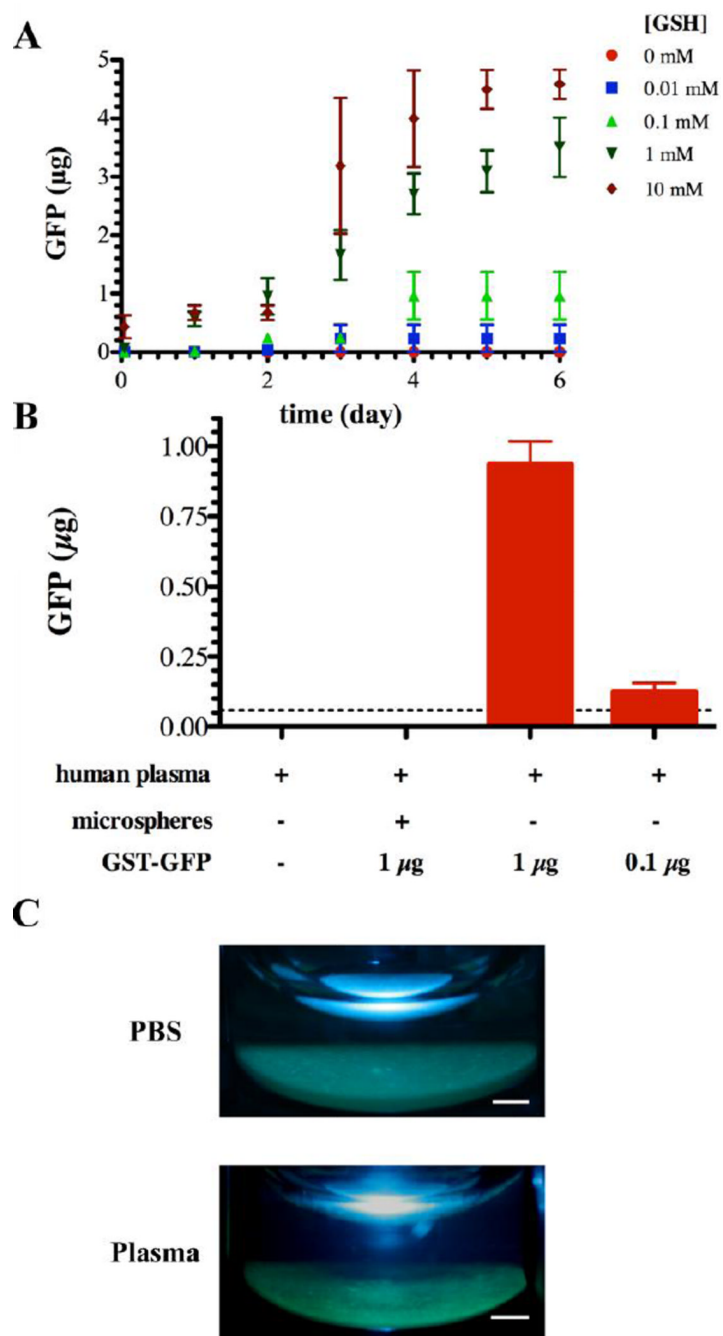 A
[GSH]
0 mM
0.01 mM
0.1 mM
1 mM
10 mM
GFP (µg)
5
4
3
2
1
0
0 2 4 6
time (day)
B
GFP (µg)
1.00
0.75
0.50
0.25
0.00
human plasma + + + +
microspheres - + - -
GST-GFP - 1 µg 1 µg 0.1 µg
C
PBS
Plasma